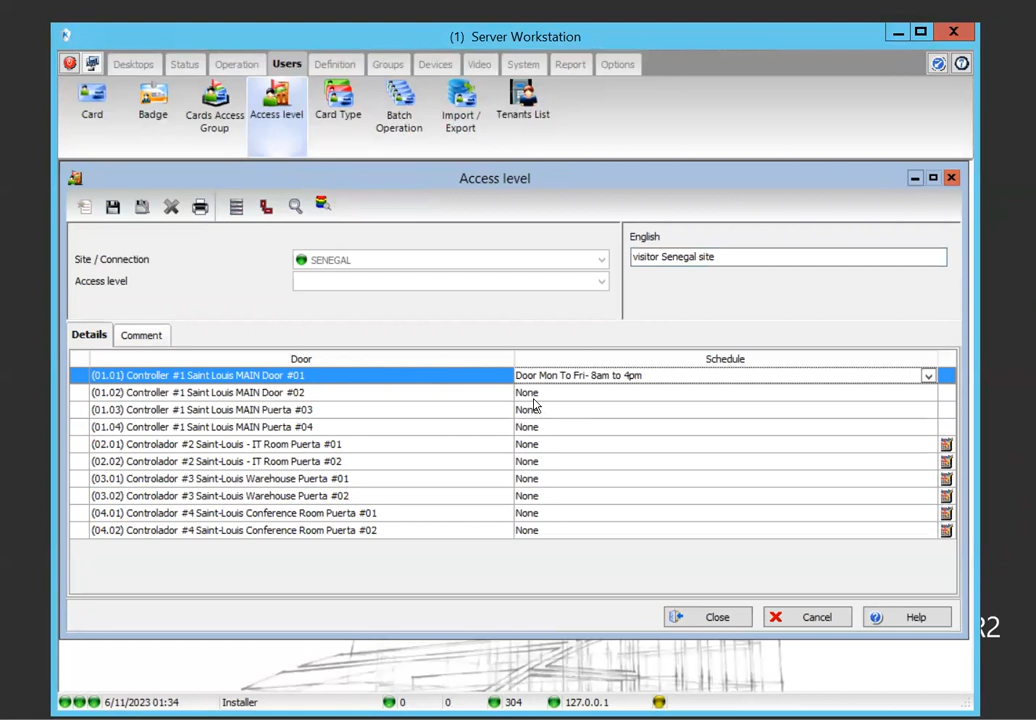 (1) Server Workstation
Desktops Status Operation Users Definition Groups Devices Video System Report Options
Card Badge Cards Access Group Access level Card Type Batch Operation Import / Export Tenants List
Access level
English
Site / Connection SENEGAL visitor Senegal site
Access level
Details Comment
Door Schedule
(01.01) Controller #1 Saint Louis MAIN Door #01 Door Mon To Fri- 8am to 4pm
(01.02) Controller #1 Saint Louis MAIN Door #02 None
(01.03) Controller #1 Saint Louis MAIN Puerta #03 None
(01.04) Controller #1 Saint Louis MAIN Puerta #04 None
(02.01) Controlador #2 Saint-Louis - IT Room Puerta #01 None
(02.02) Controlador #2 Saint-Louis - IT Room Puerta #02 None
(03.01) Controlador #3 Saint-Louis Warehouse Puerta #01 None
(03.02) Controlador #3 Saint-Louis Warehouse Puerta #02 None
(04.01) Controlador #4 Saint-Louis Conference Room Puerta #01 None
(04.02) Controlador #4 Saint-Louis Conference Room Puerta #02 None
Close Cancel Help
R2
6/11/2023 01:34 Installer 0 0 304 127.0.0.1